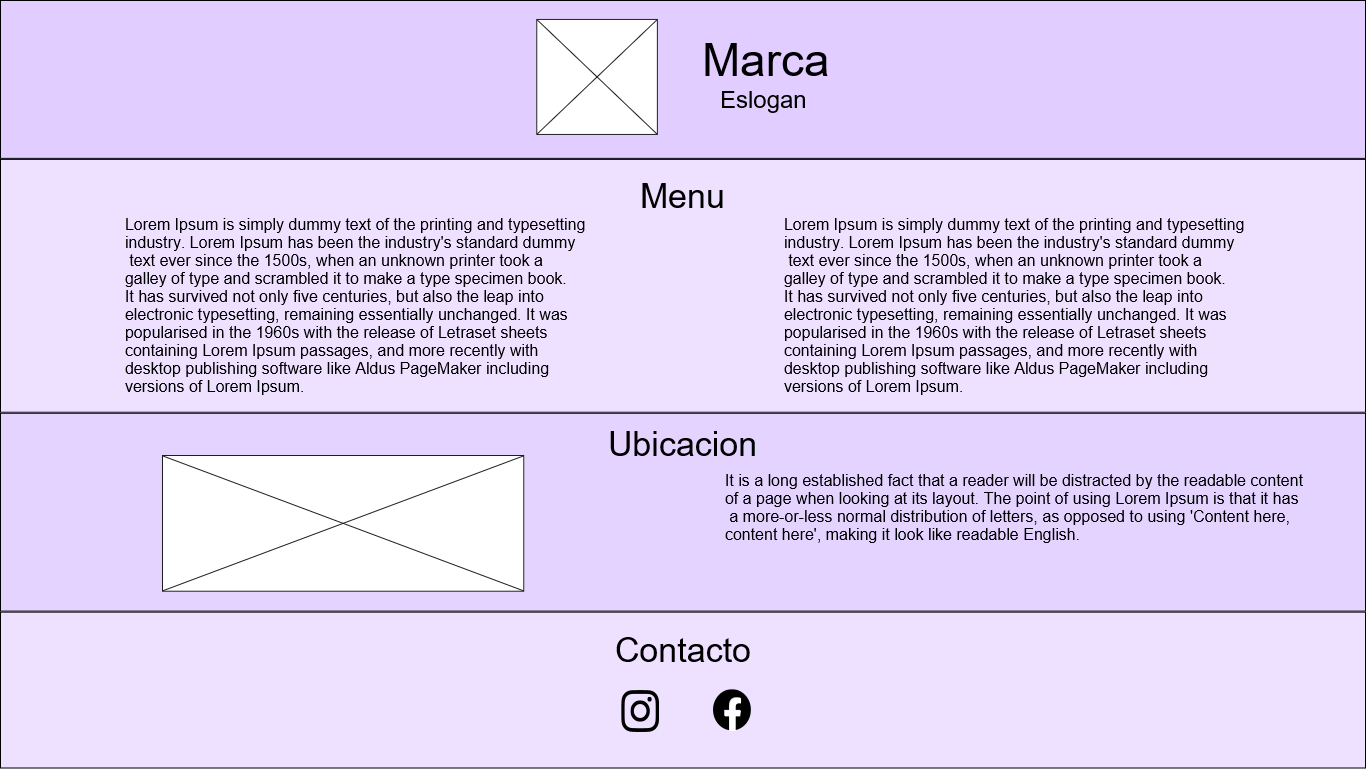 Marca
Eslogan
Menu
Lorem Ipsum is simply dummy text of the printing and typesetting
industry. Lorem Ipsum has been the industry's standard dummy
text ever since the 1500s, when an unknown printer took a
galley of type and scrambled it to make a type specimen book.
It has survived not only five centuries, but also the leap into
electronic typesetting, remaining essentially unchanged. It was
popularised in the 1960s with the release of Letraset sheets
containing Lorem Ipsum passages, and more recently with
desktop publishing software like Aldus PageMaker including
versions of Lorem Ipsum.
Lorem Ipsum is simply dummy text of the printing and typesetting
industry. Lorem Ipsum has been the industry's standard dummy
text ever since the 1500s, when an unknown printer took a
galley of type and scrambled it to make a type specimen book.
It has survived not only five centuries, but also the leap into
electronic typesetting, remaining essentially unchanged. It was
popularised in the 1960s with the release of Letraset sheets
containing Lorem Ipsum passages, and more recently with
desktop publishing software like Aldus PageMaker including
versions of Lorem Ipsum.
Ubicacion
It is a long established fact that a reader will be distracted by the readable content
of a page when looking at its layout. The point of using Lorem Ipsum is that it has
a more-or-less normal distribution of letters, as opposed to using 'Content here,
content here', making it look like readable English.
Contacto